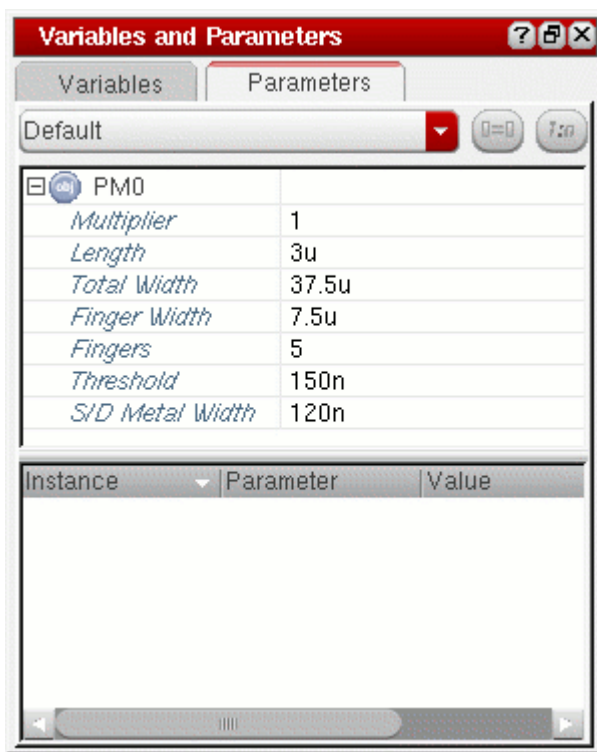 Variables and Parameters
Variables Parameters
Default
PM0
Multiplier 1
Length 3u
Total Width 37.5u
Finger Width 7.5u
Fingers 5
Threshold 150n
S/D Metal Width 120n
Instance Parameter Value